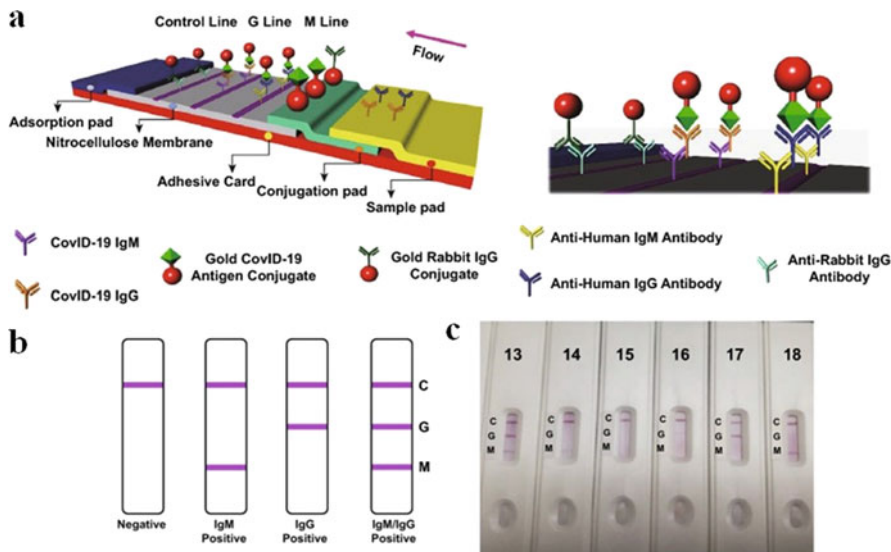 a
Control Line G Line M Line
Flow
Adsorption pad
Nitrocellulose Membrane
Adhesive Card
Conjugation pad
Sample pad
CovID-19 IgM
CovID-19 IgG
Gold CovID-19
Antigen Conjugate
Gold Rabbit IgG
Conjugate
Anti-Human IgM Antibody
Anti-Human IgG Antibody
Anti-Rabbit IgG
Antibody
b
C
G
M
Negative
IgM
Positive
IgG
Positive
IgM/IgG
Positive
c
13 14 15 16 17 18
C C C C C C
G G G G G G
M M M M M M